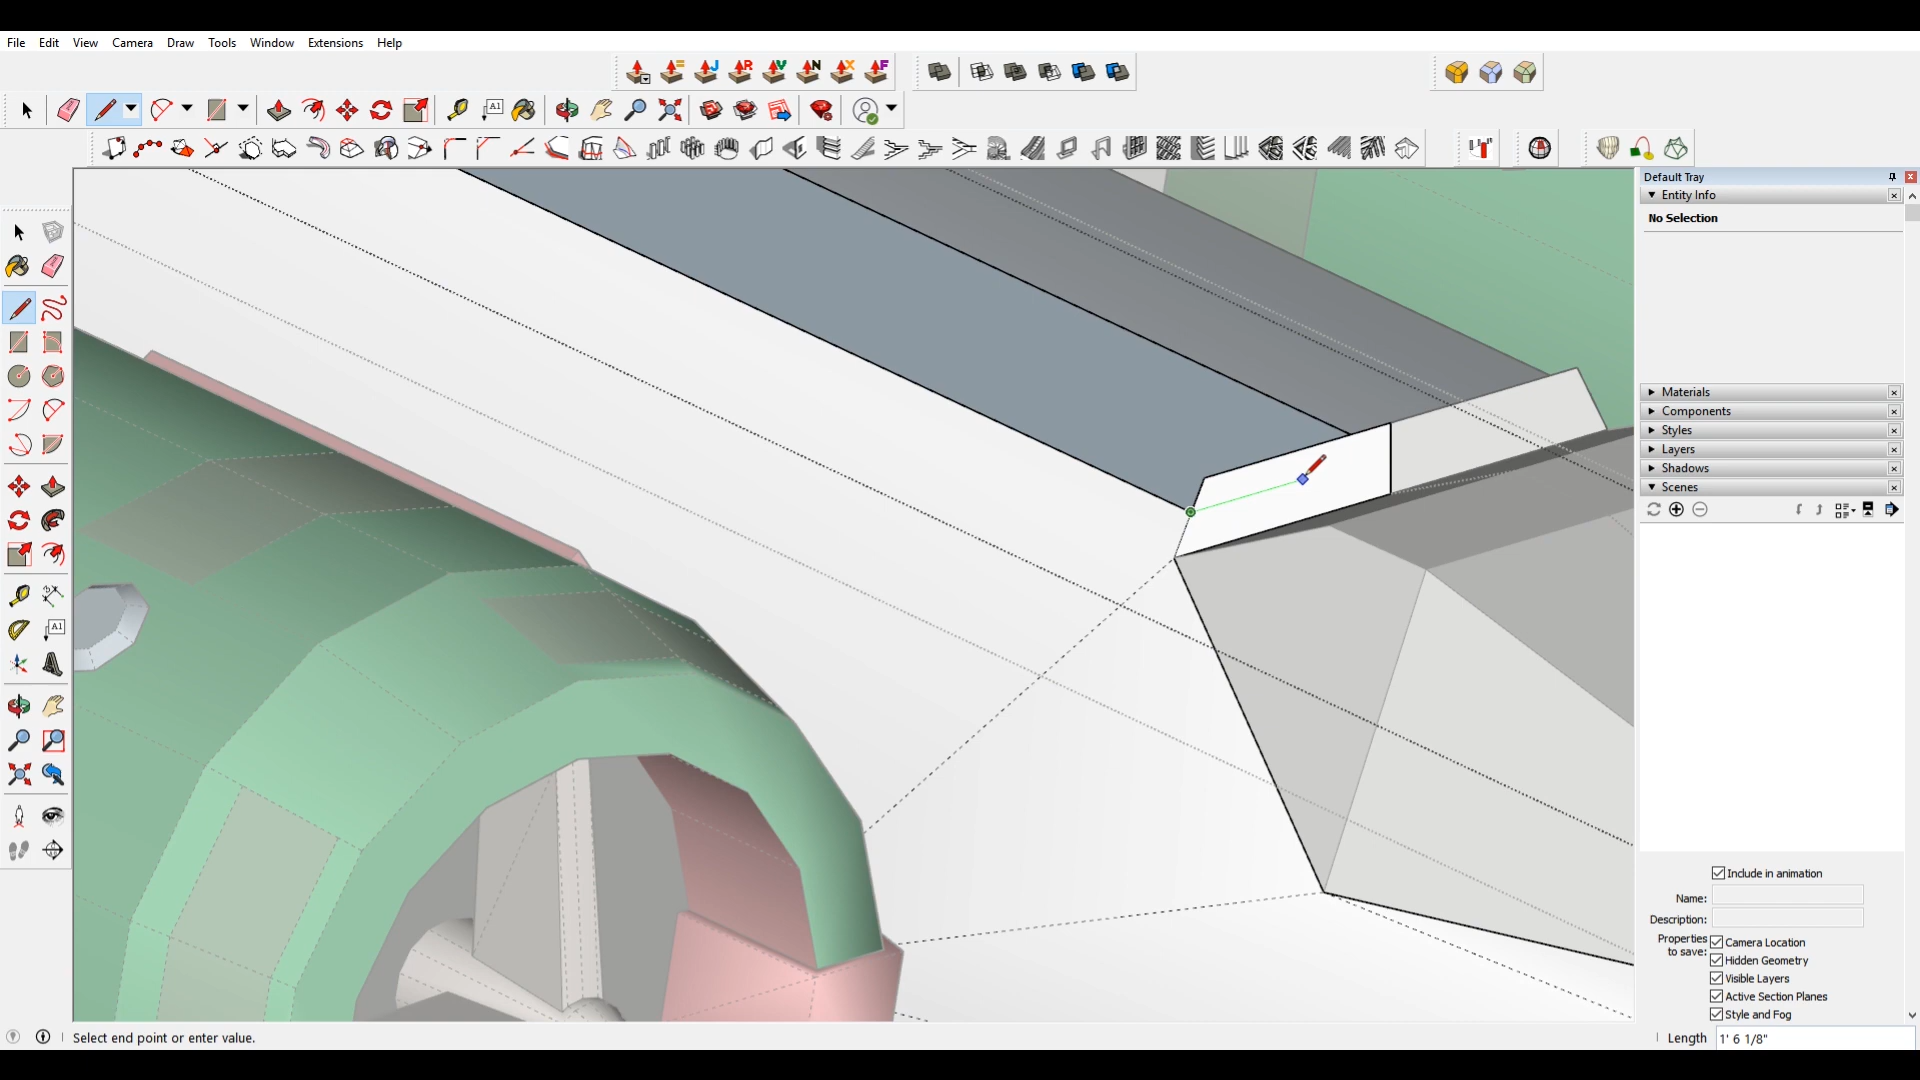 File Edit View Camera Draw Tools Window Extensions Help
= J R V N X F
A1
Default Tray
Entity Info
No Selection
A1
Materials
Components
Styles
Layers
Shadows
Scenes
Include in animation
Name:
Description:
Properties to save:
Camera Location
Hidden Geometry
Visible Layers
Active Section Planes
Style and Fog
Select end point or enter value.
Length 1' 6 1/8"